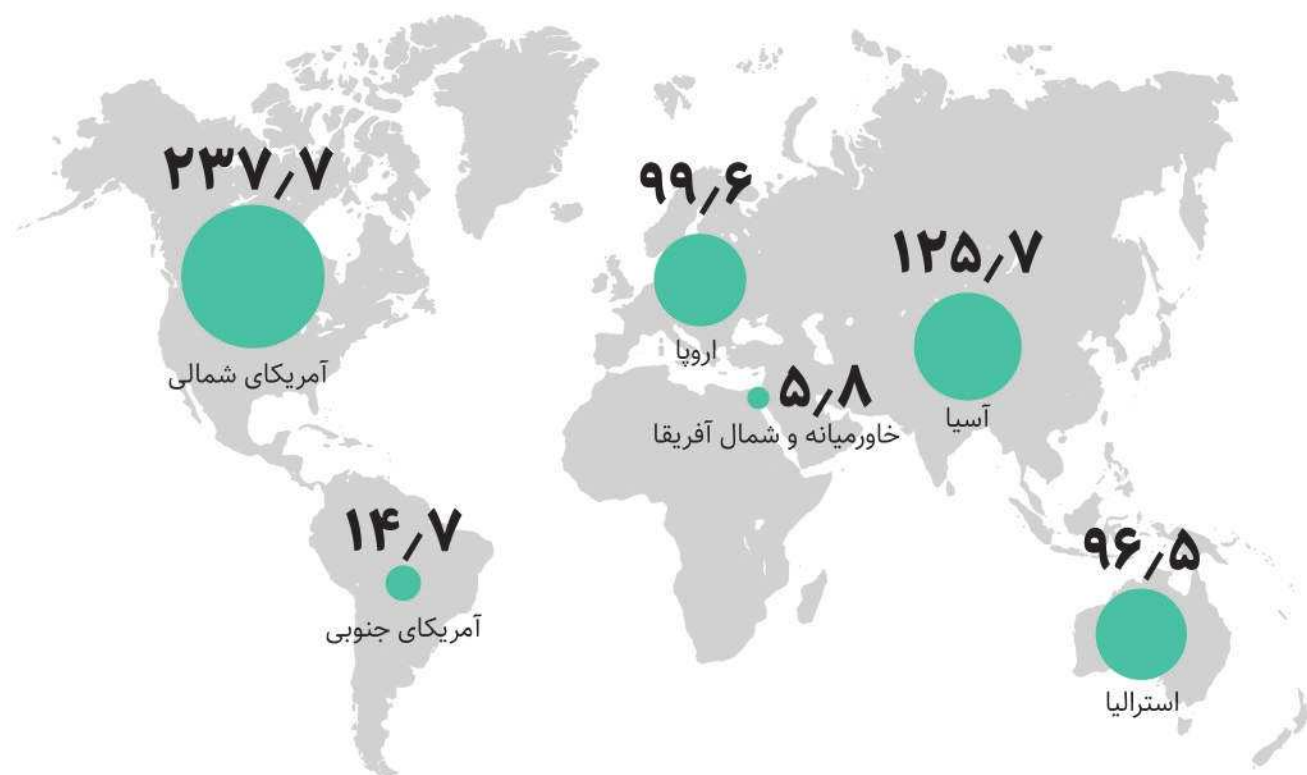 ۲۳۷٫۷
آمریکای شمالی
۹۹٫۶
اروپا
۱۲۵٫۷
آسیا
۵٫۸
خاورمیانه و شمال آفریقا
۱۴٫۷
آمریکای جنوبی
۹۶٫۵
استرالیا